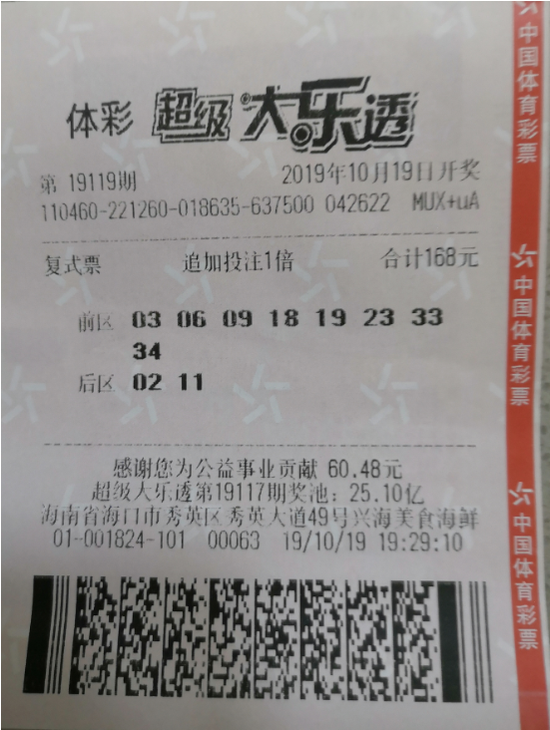 体彩 超级大乐透
第 19119期 2019年10月19日开奖
110460-221260-018635-637500 042622 MUX+uA
复式票 追加投注1倍 合计168元
前区 03 06 09 18 19 23 33
34
后区 02 11
感谢您为公益事业贡献 60.48元
超级大乐透第19117期奖池：25.10亿
海南省海口市秀英区秀英大道49号兴海美食海鲜
01-001824-101 00063 19/10/19 19:29:10
中国体育彩票
中国体育彩票
中国体育彩票